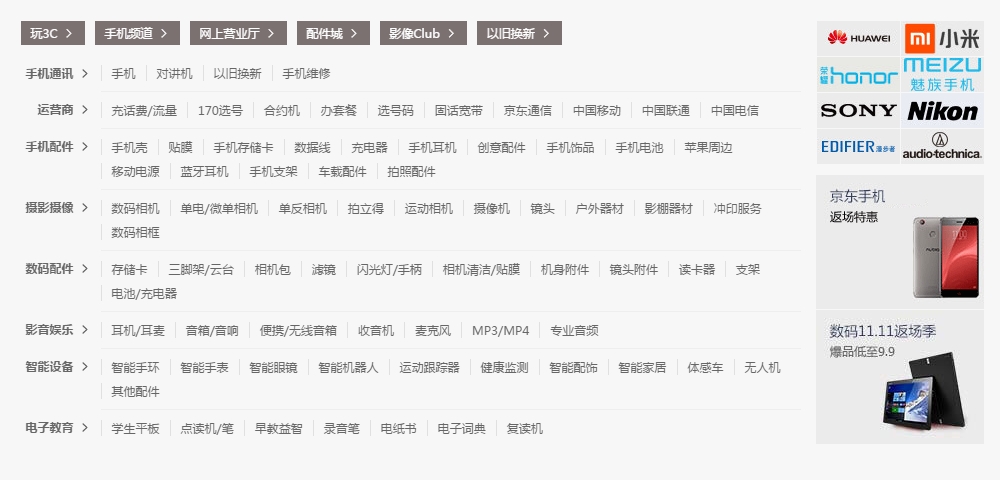 玩3C > 手机频道 > 网上营业厅 > 配件城 > 影像Club > 以旧换新 >
手机通讯 > 手机 对讲机 以旧换新 手机维修
运营商 > 充话费/流量 170选号 合约机 办套餐 选号码 固话宽带 京东通信 中国移动 中国联通 中国电信
手机配件 > 手机壳 贴膜 手机存储卡 数据线 充电器 手机耳机 创意配件 手机饰品 手机电池 苹果周边
移动电源 蓝牙耳机 手机支架 车载配件 拍照配件
摄影摄像 > 数码相机 单电/微单相机 单反相机 拍立得 运动相机 摄像机 镜头 户外器材 影棚器材 冲印服务
数码相框
数码配件 > 存储卡 三脚架/云台 相机包 滤镜 闪光灯/手柄 相机清洁/贴膜 机身附件 镜头附件 读卡器 支架
电池/充电器
影音娱乐 > 耳机/耳麦 音箱/音响 便携/无线音箱 收音机 麦克风 MP3/MP4 专业音频
智能设备 > 智能手环 智能手表 智能眼镜 智能机器人 运动跟踪器 健康监测 智能配饰 智能家居 体感车 无人机
其他配件
电子教育 > 学生平板 点读机/笔 早教益智 录音笔 电纸书 电子词典 复读机
HUAWEI
MI 小米
荣耀 honor
MEIZU
魅族手机
SONY
Nikon
EDIFIER 漫步者
audio-technica.
京东手机
返场特惠
数码11.11返场季
爆品低至9.9